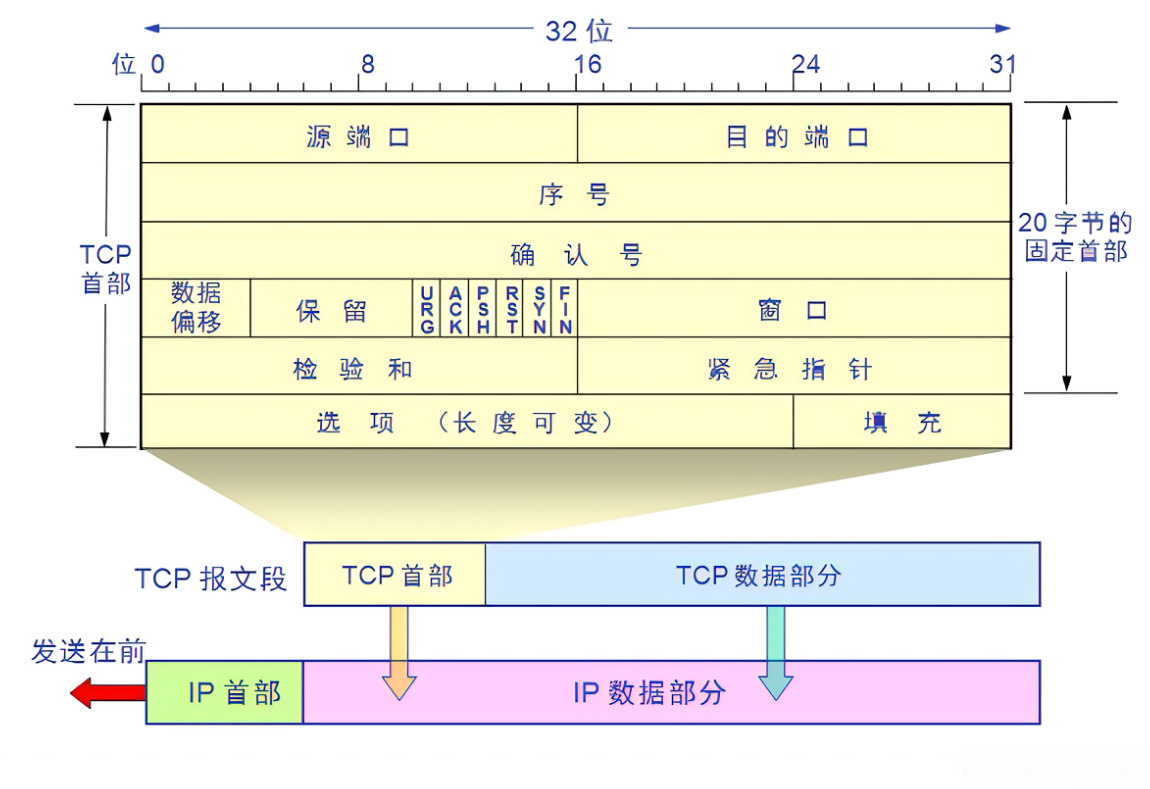 32 位
位 0 8 16 24 31
源端口 目的端口
序号
确认号
TCP
首部
20 字节的
固定首部
数据
偏移
保留
URG
ACK
PSH
RST
SYN
FIN
窗口
检验和 紧急指针
选项（长度可变） 填充
TCP 报文段 TCP 首部 TCP 数据部分
发送在前
IP 首部 IP 数据部分